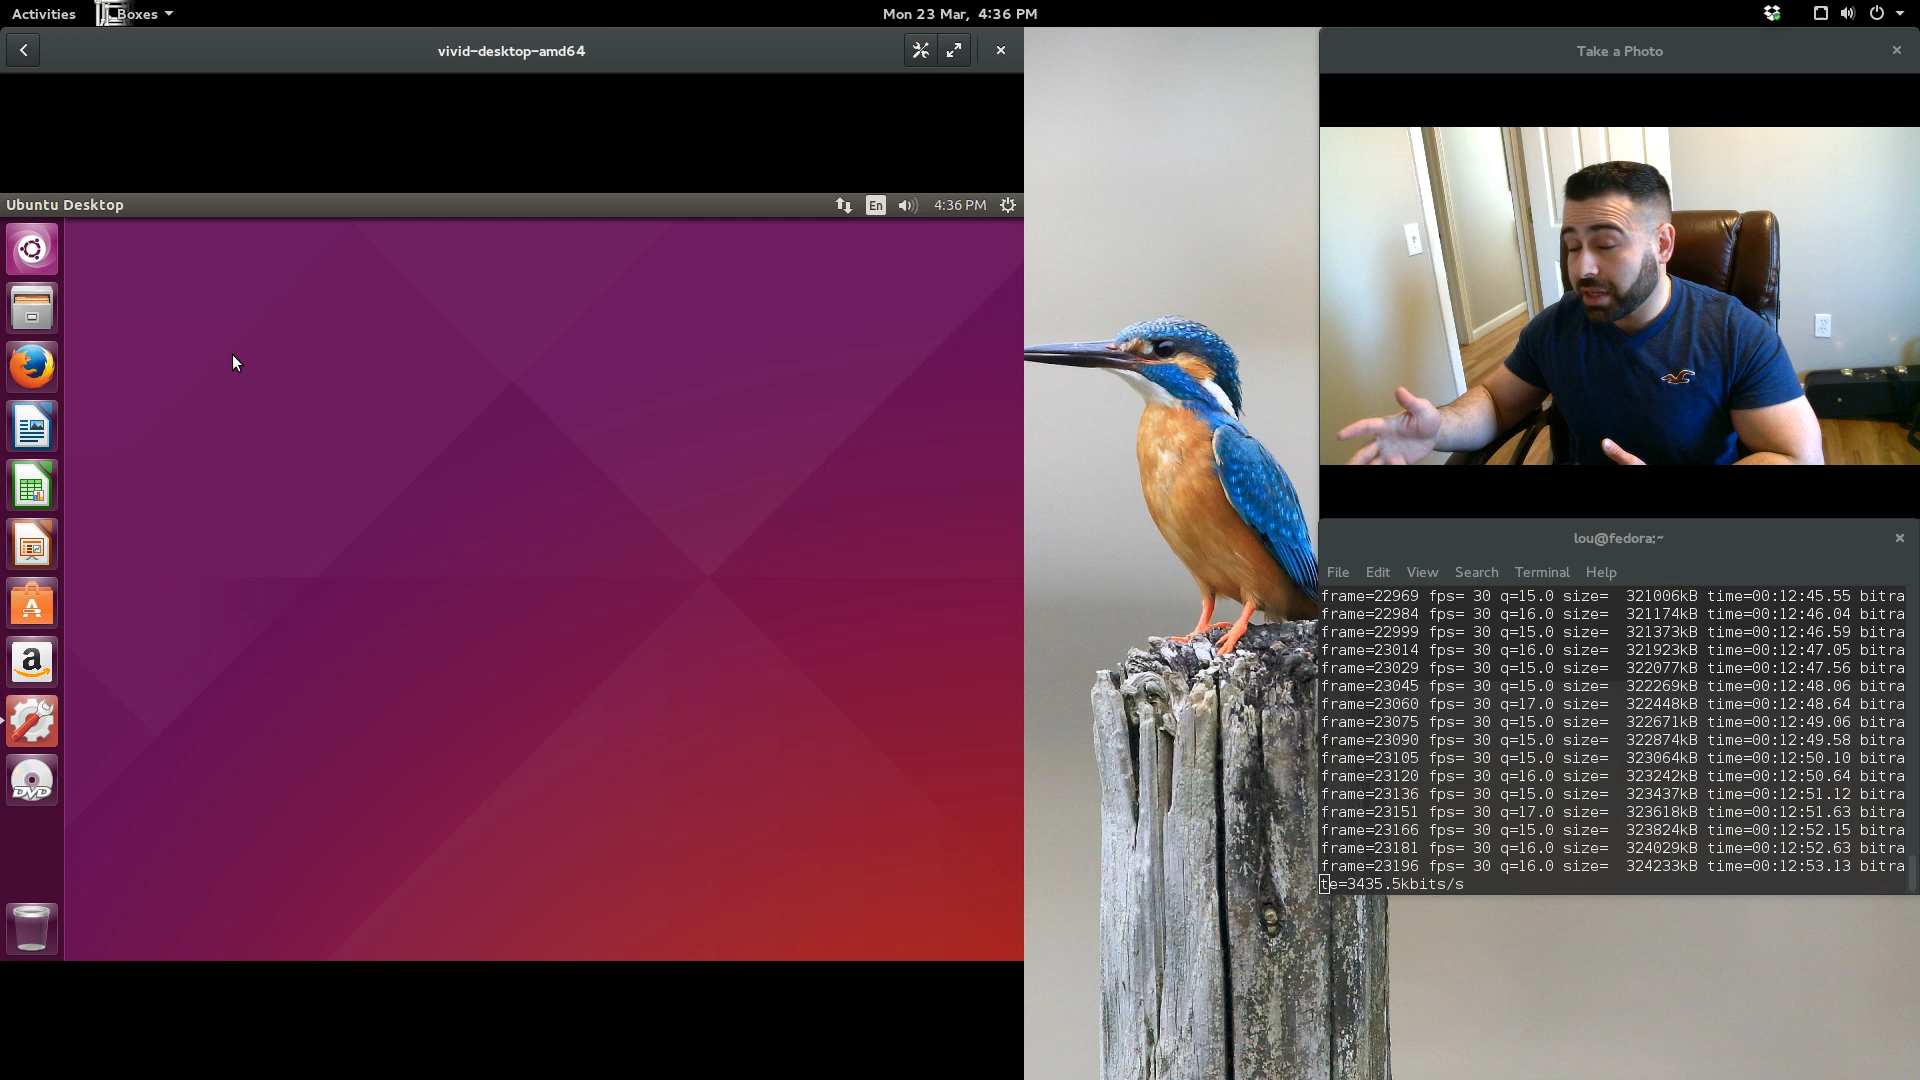 Activities
Boxes
Mon 23 Mar, 4:36 PM
vivid-desktop-amd64
Take a Photo
Ubuntu Desktop
En
4:36 PM
a
DVD
lou@fedora:~
File Edit View Search Terminal Help
frame=22969 fps= 30 q=15.0 size=  321006kB time=00:12:45.55 bitra
frame=22984 fps= 30 q=16.0 size=  321174kB time=00:12:46.04 bitra
frame=22999 fps= 30 q=15.0 size=  321373kB time=00:12:46.59 bitra
frame=23014 fps= 30 q=16.0 size=  321923kB time=00:12:47.05 bitra
frame=23029 fps= 30 q=15.0 size=  322077kB time=00:12:47.56 bitra
frame=23045 fps= 30 q=15.0 size=  322269kB time=00:12:48.06 bitra
frame=23060 fps= 30 q=17.0 size=  322448kB time=00:12:48.64 bitra
frame=23075 fps= 30 q=15.0 size=  322671kB time=00:12:49.06 bitra
frame=23090 fps= 30 q=15.0 size=  322874kB time=00:12:49.58 bitra
frame=23105 fps= 30 q=15.0 size=  323064kB time=00:12:50.10 bitra
frame=23120 fps= 30 q=16.0 size=  323242kB time=00:12:50.64 bitra
frame=23136 fps= 30 q=15.0 size=  323437kB time=00:12:51.12 bitra
frame=23151 fps= 30 q=17.0 size=  323618kB time=00:12:51.63 bitra
frame=23166 fps= 30 q=15.0 size=  323824kB time=00:12:52.15 bitra
frame=23181 fps= 30 q=16.0 size=  324029kB time=00:12:52.63 bitra
frame=23196 fps= 30 q=16.0 size=  324233kB time=00:12:53.13 bitra
te=3435.5kbits/s